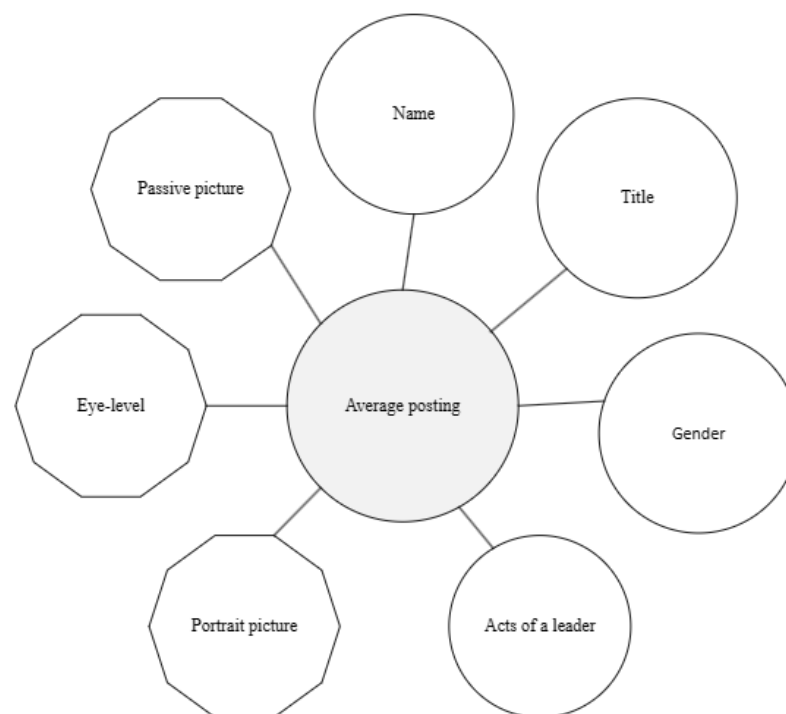 Name
Passive picture
Title
Eye-level
Average posting
Gender
Portrait picture
Acts of a leader